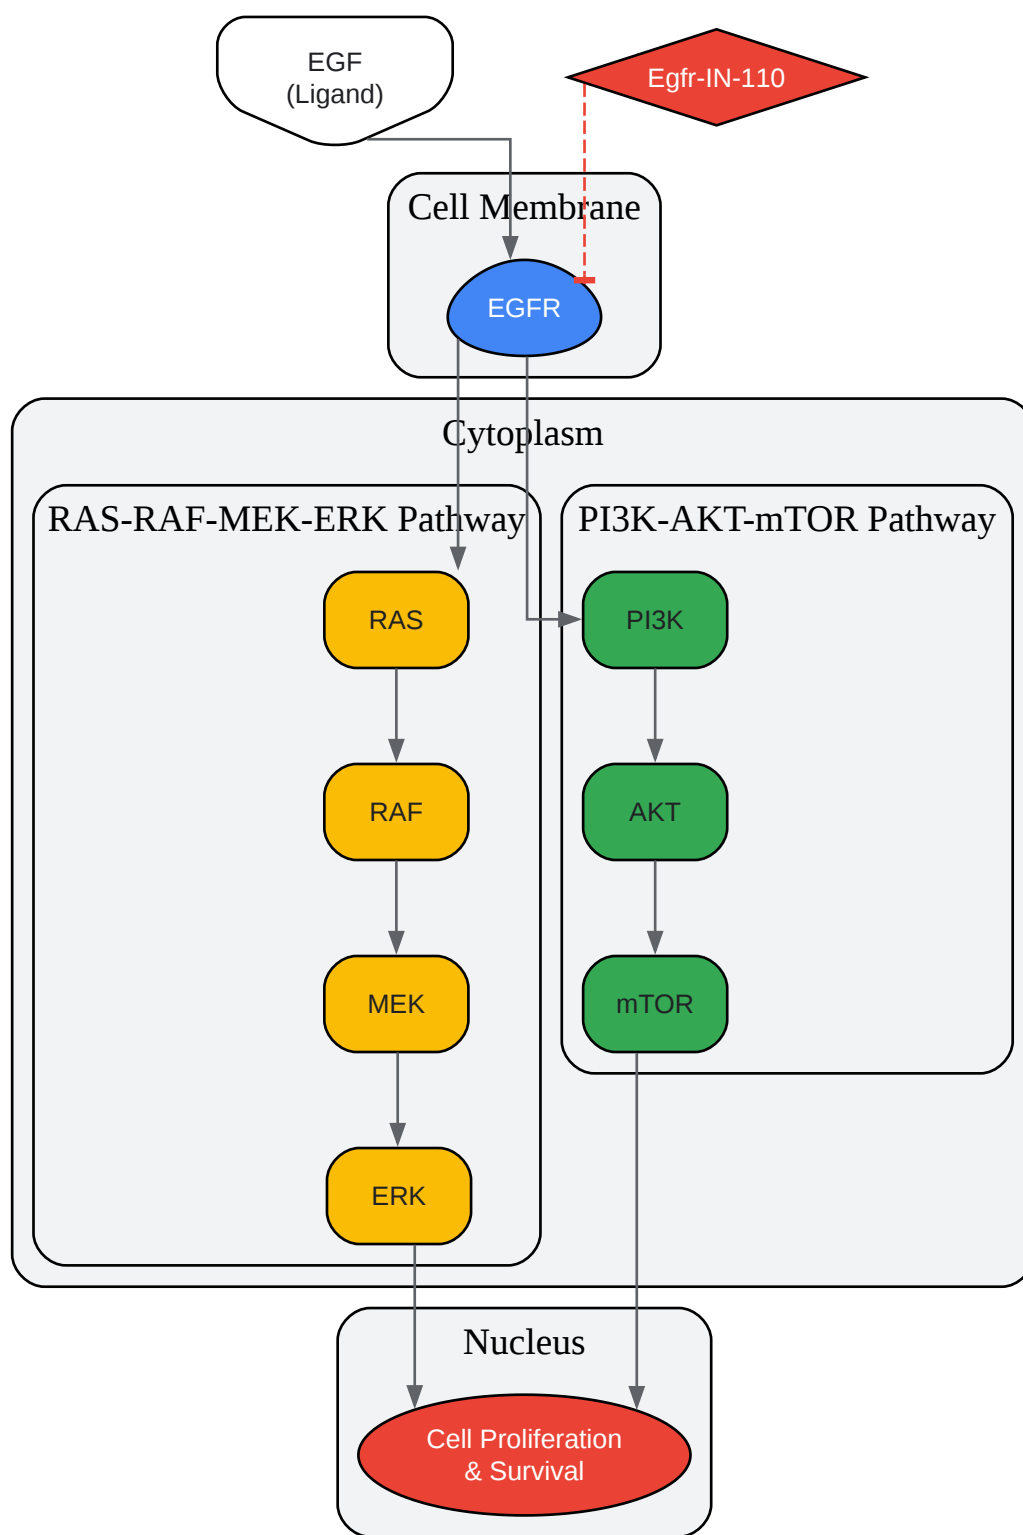 EGF
(Ligand)
Egfr-IN-110
Cell Membrane
EGFR
Cytoplasm
RAS-RAF-MEK-ERK Pathway
PI3K-AKT-mTOR Pathway
RAS
PI3K
RAF
AKT
MEK
mTOR
ERK
Nucleus
Cell Proliferation
& Survival